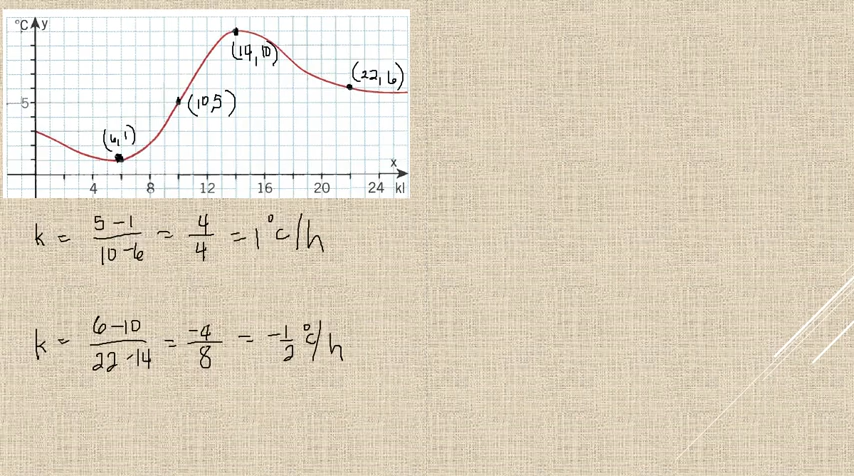 °C y
(14,10)
(22,6)
5
(10,5)
(6,1)
x
4 8 12 16 20 24 kl
k = 5-1 / 10-6 = 4/4 = 1°C/h
k = 6-10 / 22-14 = -4/8 = -1/2 °C/h